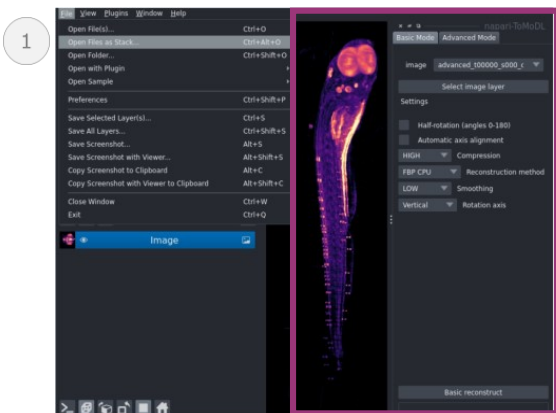 1
File View Plugins Window Help
Open File(s)... Ctrl+O
Open Files as Stack... Ctrl+Alt+O
Open Folder... Ctrl+Shift+O
Open with Plugin
Open Sample
Preferences Ctrl+Shift+P
Save Selected Layer(s)... Ctrl+S
Save All Layers... Ctrl+Shift+S
Save Screenshot... Alt+S
Save Screenshot with Viewer... Alt+Shift+S
Copy Screenshot to Clipboard Alt+C
Copy Screenshot with Viewer to Clipboard Alt+Shift+C
Close Window Ctrl+W
Exit Ctrl+Q
Image
napari-ToMoDL
Basic Mode Advanced Mode
image advanced_t00000_s000_c
Select image layer
Settings
Half-rotation (angles 0-180)
Automatic axis alignment
HIGH Compression
FBP CPU Reconstruction method
LOW Smoothing
Vertical Rotation axis
Basic reconstruct